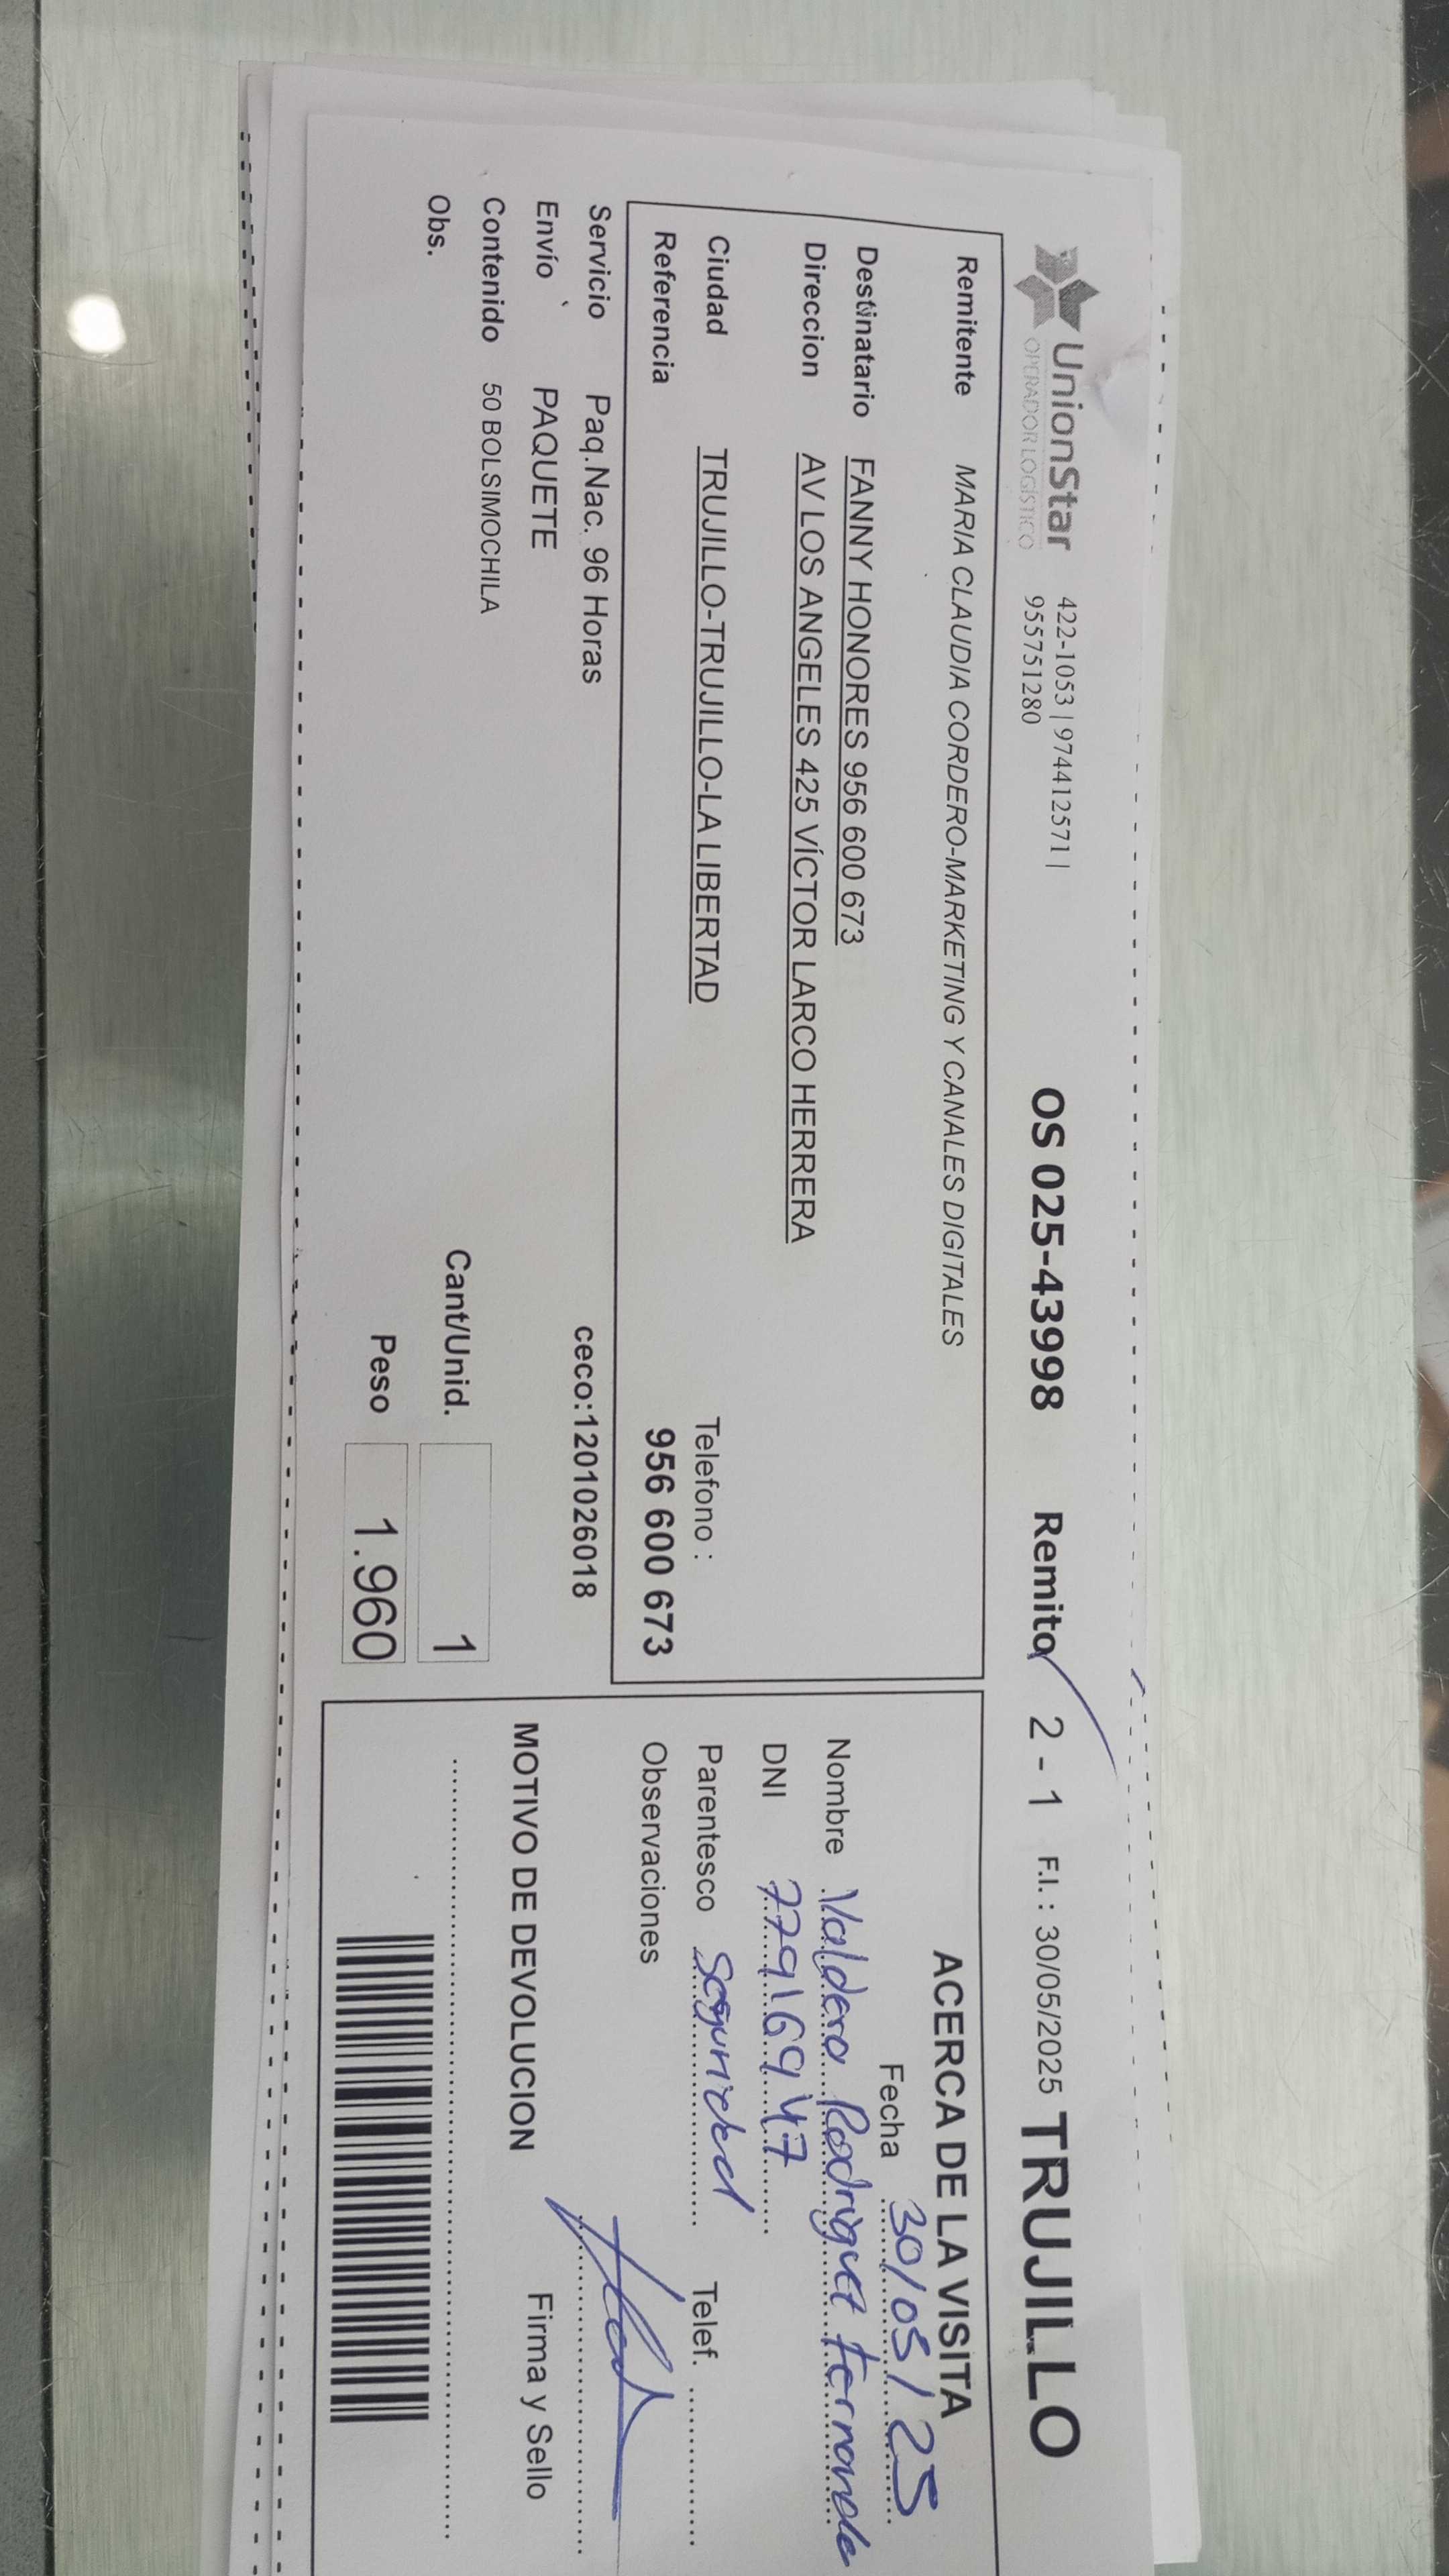 UnionStar
OPERADOR LOGÍSTICO
422-1053 | 974412571 |
955751280
OS 025-43998
Remito 2 - 1
F.I. : 30/05/2025
TRUJILLO
Remitente MARIA CLAUDIA CORDERO-MARKETING Y CANALES DIGITALES
Destinatario FANNY HONORES 956 600 673
Direccion AV LOS ANGELES 425 VÍCTOR LARCO HERRERA
Ciudad TRUJILLO-TRUJILLO-LA LIBERTAD
Telefono :
Referencia
956 600 673
Servicio Paq.Nac. 96 Horas
ceco:1201026018
Envío PAQUETE
Contenido 50 BOLSIMOCHILA
Obs.
Cant/Unid. 1
Peso 1.960
ACERCA DE LA VISITA
Fecha 30/05/25
Nombre Valdera Rodriguez Fernande
DNI 77916947
Parentesco Seguridad Telef.
Observaciones
MOTIVO DE DEVOLUCION
Firma y Sello